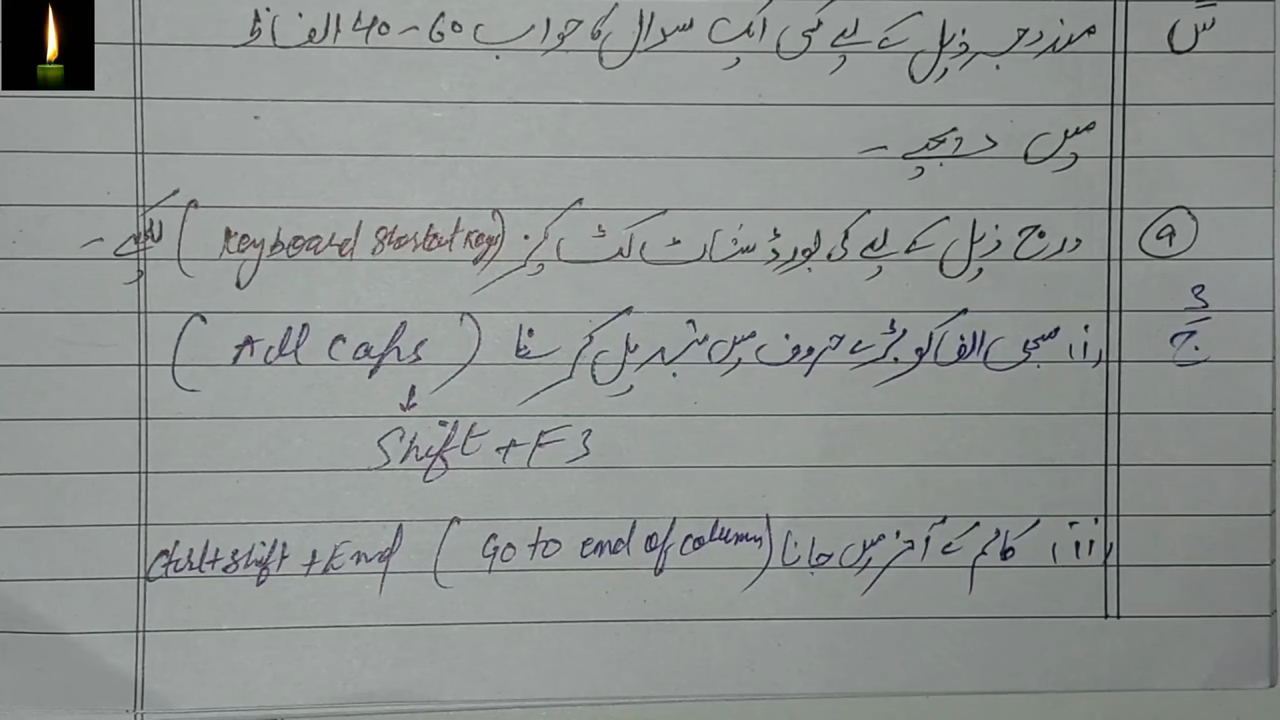 س مندرجہ ذیل کے لیے کسی ایک سوال کا جواب 60 - 40 الفاظ
میں دیجیے -
(a) درج ذیل کے لیے کی بورڈ شارٹ کٹ کیز (Keyboard Shortcut Keys) لکھیے -
ج (i) سبھی الفا کو بڑے حروف میں تبدیل کرنا (All caps)
Shift + F3
(ii) کالم کے آخر میں جانا (Go to end of column) Ctrl + Shift + End